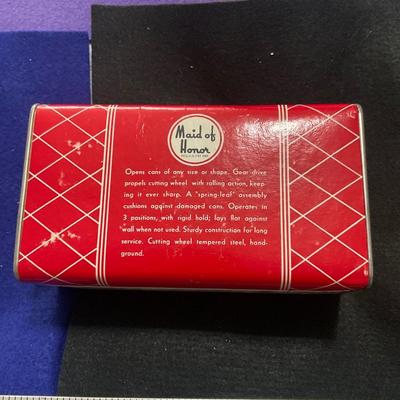 Maid of
Honor
Opens cans of any size or shape. Gear drive
propels cutting wheel with rolling action, keep-
ing it ever sharp. A "spring-leaf" assembly
cushions against damaged cans. Operates in
3 positions, with rigid hold; lays flat against
wall when not used. Sturdy construction for long
service. Cutting wheel tempered steel, hand-
ground.